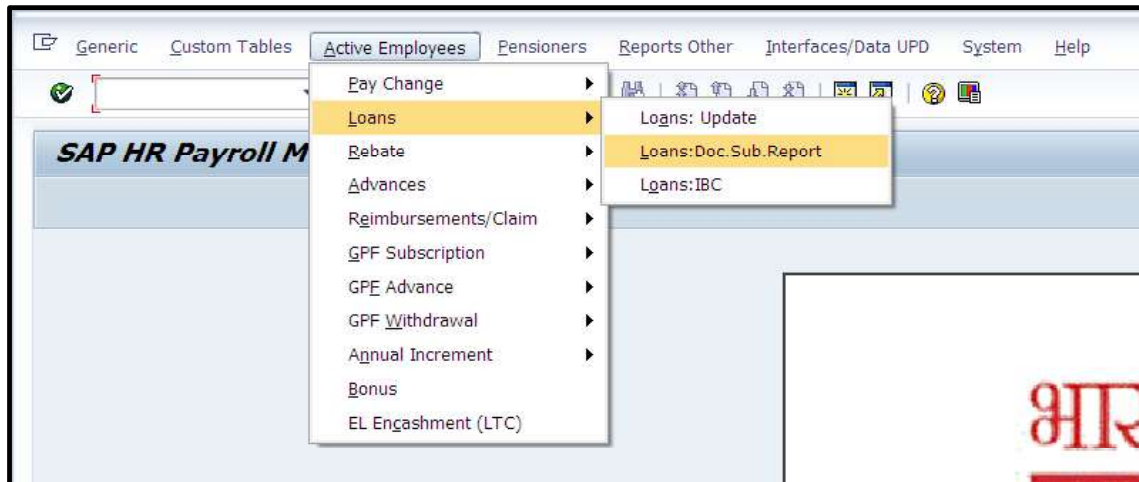 Generic Custom Tables Active Employees Pensioners Reports Other Interfaces/Data UPD System Help
SAP HR Payroll M
Pay Change
Loans
Rebate
Advances
Reimbursements/Claim
GPF Subscription
GPF Advance
GPF Withdrawal
Annual Increment
Bonus
EL Encashment (LTC)
Loans: Update
Loans:Doc.Sub.Report
Loans:IBC